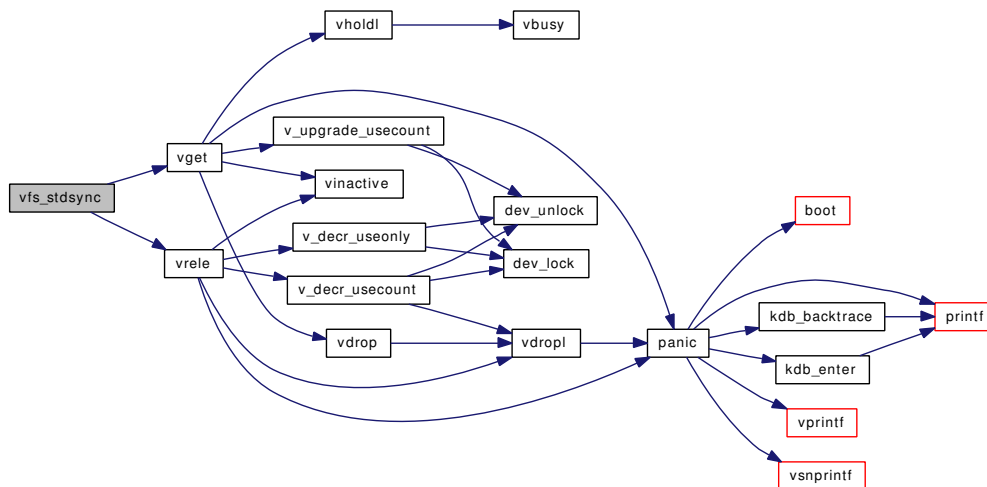 vholdl
vbusy
v_upgrade_usecount
vget
vinactive
vfs_stdsync
dev_unlock
boot
v_decr_useonly
vrele
dev_lock
v_decr_usecount
kdb_backtrace
printf
vdrop
vdropl
panic
kdb_enter
vprintf
vsnprintf